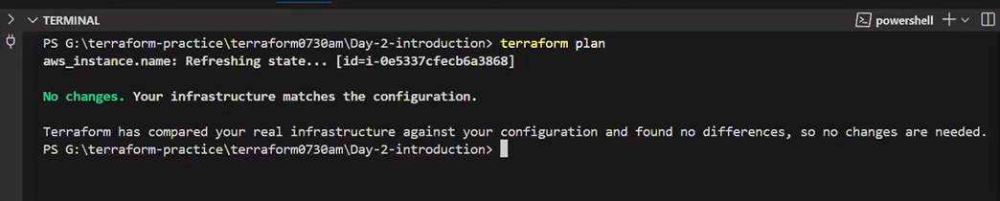 TERMINAL
powershell
PS G:\terraform-practice\terraform0730am\Day-2-introduction> terraform plan
aws_instance.name: Refreshing state... [id=i-0e5337cfecb6a3868]
No changes. Your infrastructure matches the configuration.
Terraform has compared your real infrastructure against your configuration and found no differences, so no changes are needed.
PS G:\terraform-practice\terraform0730am\Day-2-introduction>